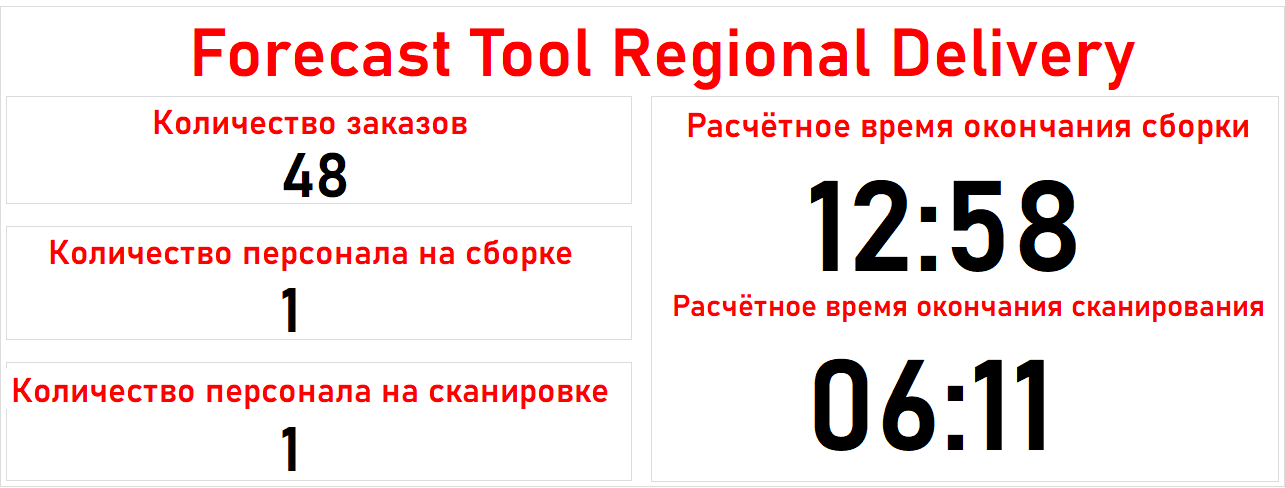 Forecast Tool Regional Delivery
Количество заказов
48
Количество персонала на сборке
1
Количество персонала на сканировке
1
Расчётное время окончания сборки
12:58
Расчётное время окончания сканирования
06:11